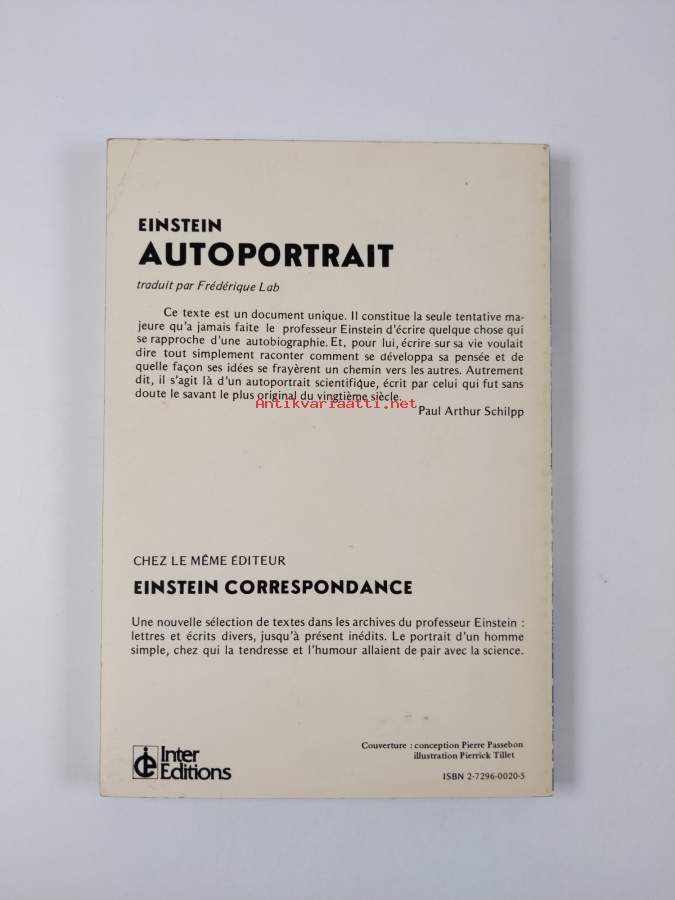 EINSTEIN
AUTOPORTRAIT
traduit par Frédérique Lab
Ce texte est un document unique. Il constitue la seule tentative ma-
jeure qu'a jamais faite le professeur Einstein d'écrire quelque chose qui
se rapproche d'une autobiographie. Et, pour lui, écrire sur sa vie voulait
dire tout simplement raconter comment se développa sa pensée et de
quelle façon ses idées se frayèrent un chemin vers les autres. Autrement
dit, il s'agit là d'un autoportrait scientifique, écrit par celui qui fut sans
doute le savant le plus original du vingtième siècle.
Antikvariaatti.net
Paul Arthur Schilpp
CHEZ LE MÊME ÉDITEUR
EINSTEIN CORRESPONDANCE
Une nouvelle sélection de textes dans les archives du professeur Einstein :
lettres et écrits divers, jusqu'à présent inédits. Le portrait d'un homme
simple, chez qui la tendresse et l'humour allaient de pair avec la science.
Couverture : conception Pierre Passebon
illustration Pierrick Tillet
Inter
Editions
ISBN 2-7296-0020-5